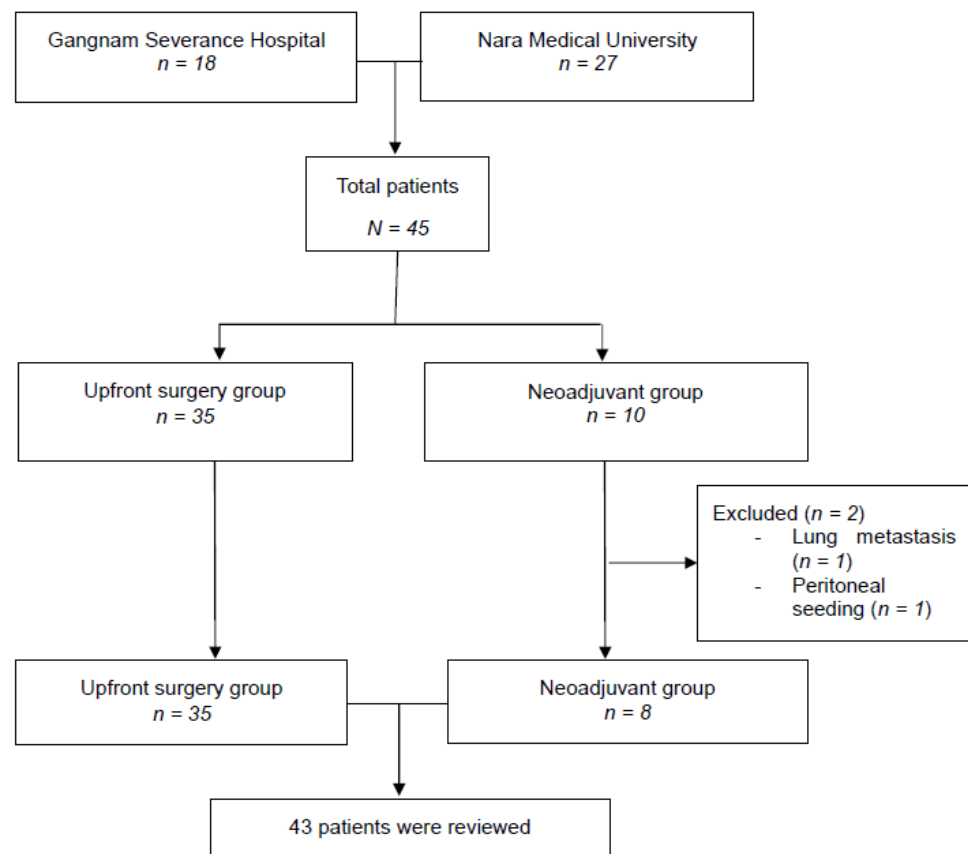 Gangnam Severance Hospital
n = 18
Nara Medical University
n = 27
Total patients
N = 45
Upfront surgery group
n = 35
Neoadjuvant group
n = 10
Excluded (n = 2)
- Lung metastasis
(n = 1)
- Peritoneal
seeding (n = 1)
Upfront surgery group
n = 35
Neoadjuvant group
n = 8
43 patients were reviewed